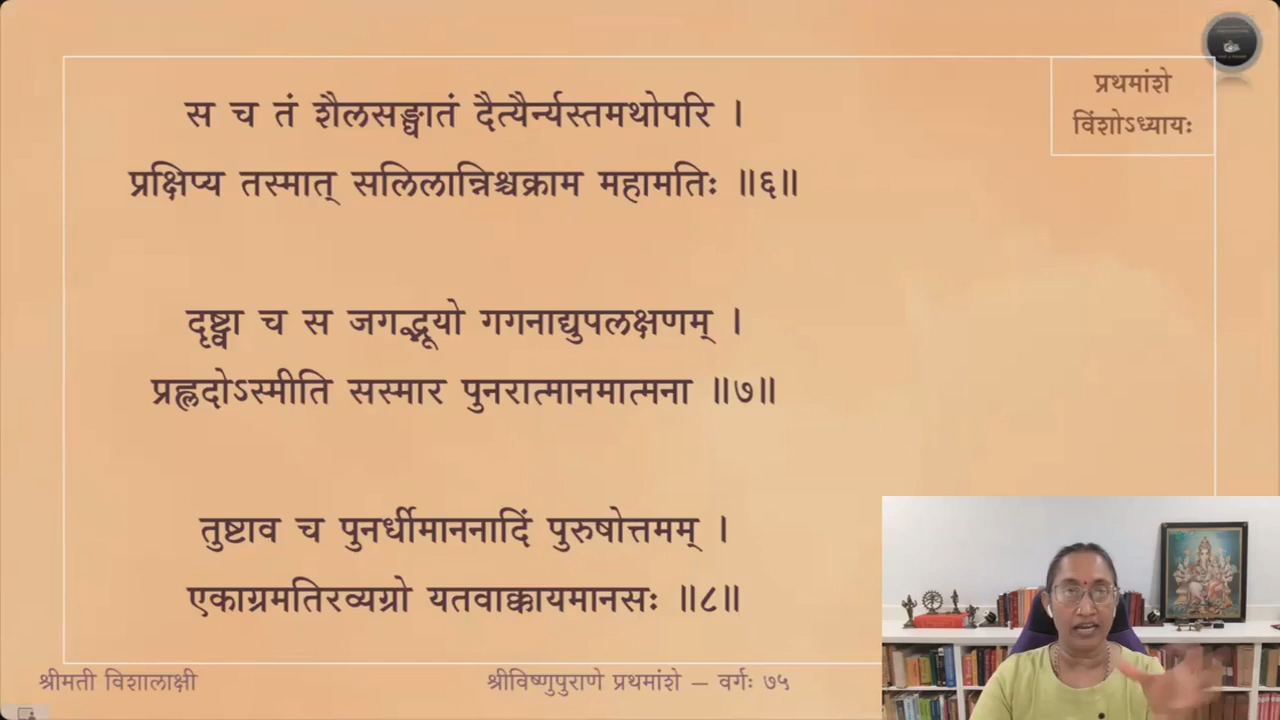 प्रथमांशे
विंशोऽध्यायः
स च तं शैलसङ्घातं दैत्यैर्न्यस्तमथोपरि ।
प्रक्षिप्य तस्मात् सलिलान्निश्चक्राम महामतिः ॥६॥
दृष्ट्वा च स जगद्भूयो गगनाद्युपलक्षणम् ।
प्रह्लदोऽस्मीति सस्मार पुनरात्मानमात्मना ॥७॥
तुष्टाव च पुनर्धीमाननादिं पुरुषोत्तमम् ।
एकाग्रमतिरव्यग्रो यतवाक्कायमानसः ॥८॥
श्रीमती विशालाक्षी
श्रीविष्णुपुराणे प्रथमांशे – वर्गः ७५